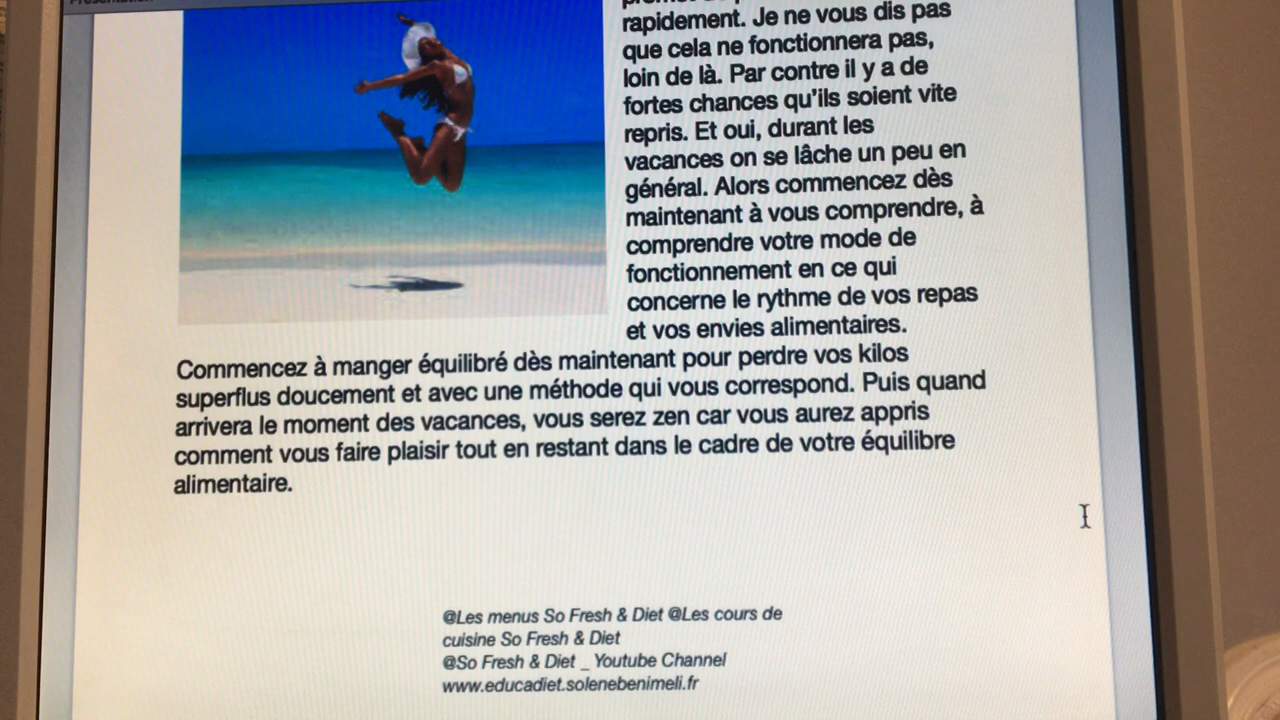 rapidement. Je ne vous dis pas
que cela ne fonctionnera pas,
loin de là. Par contre il y a de
fortes chances qu'ils soient vite
repris. Et oui, durant les
vacances on se lâche un peu en
général. Alors commencez dès
maintenant à vous comprendre, à
comprendre votre mode de
fonctionnement en ce qui
concerne le rythme de vos repas
et vos envies alimentaires.
Commencez à manger équilibré dès maintenant pour perdre vos kilos
superflus doucement et avec une méthode qui vous correspond. Puis quand
arrivera le moment des vacances, vous serez zen car vous aurez appris
comment vous faire plaisir tout en restant dans le cadre de votre équilibre
alimentaire.
@Les menus So Fresh & Diet @Les cours de
cuisine So Fresh & Diet
@So Fresh & Diet _ Youtube Channel
www.educadiet.solenebenimeli.fr